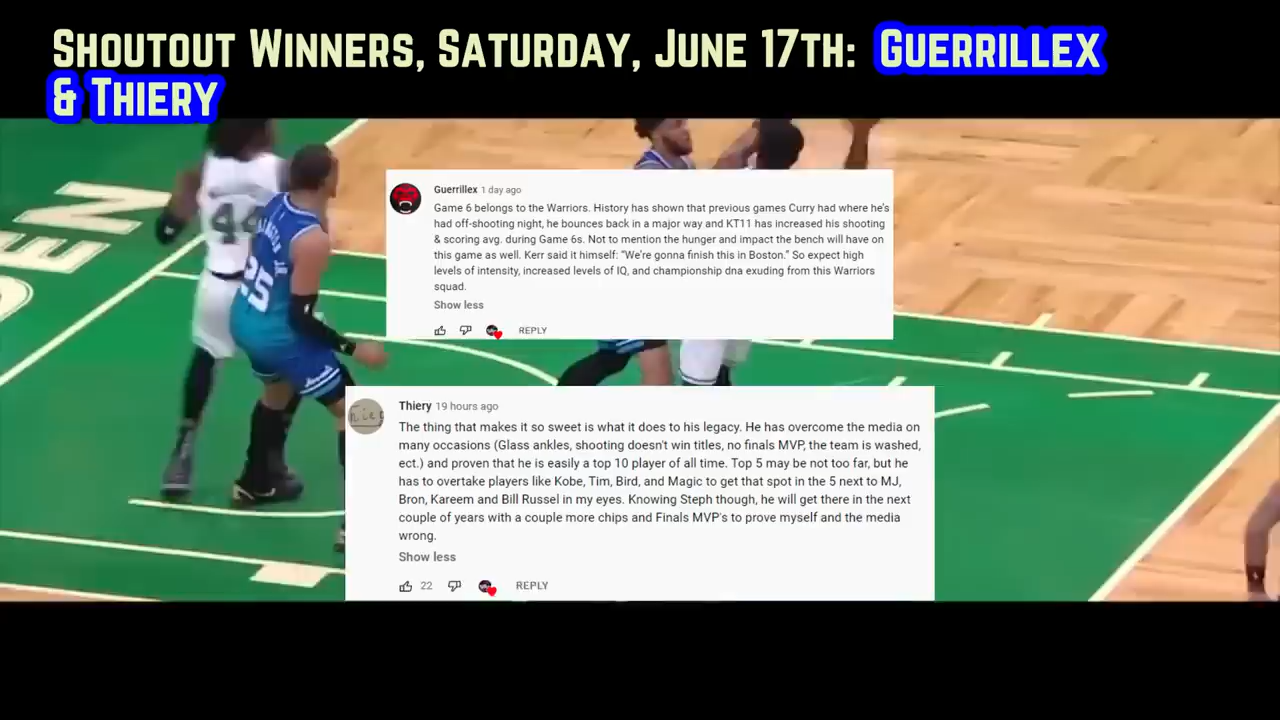 Shoutout Winners, Saturday, June 17th: Guerrillex
& Thiery
Guerrillex 1 day ago
Game 6 belongs to the Warriors. History has shown that previous games Curry had where he's
had off-shooting night, he bounces back in a major way and KT11 has increased his shooting
& scoring avg. during Game 6s. Not to mention the hunger and impact the bench will have on
this game as well. Kerr said it himself: “We're gonna finish this in Boston.” So expect high
levels of intensity, increased levels of IQ, and championship dna exuding from this Warriors
squad.
Show less
REPLY
Thiery 19 hours ago
The thing that makes it so sweet is what it does to his legacy. He has overcome the media on
many occasions (Glass ankles, shooting doesn't win titles, no finals MVP, the team is washed,
ect.) and proven that he is easily a top 10 player of all time. Top 5 may be not too far, but he
has to overtake players like Kobe, Tim, Bird, and Magic to get that spot in the 5 next to MJ,
Bron, Kareem and Bill Russel in my eyes. Knowing Steph though, he will get there in the next
couple of years with a couple more chips and Finals MVP's to prove myself and the media
wrong.
Show less
22 REPLY
44
25